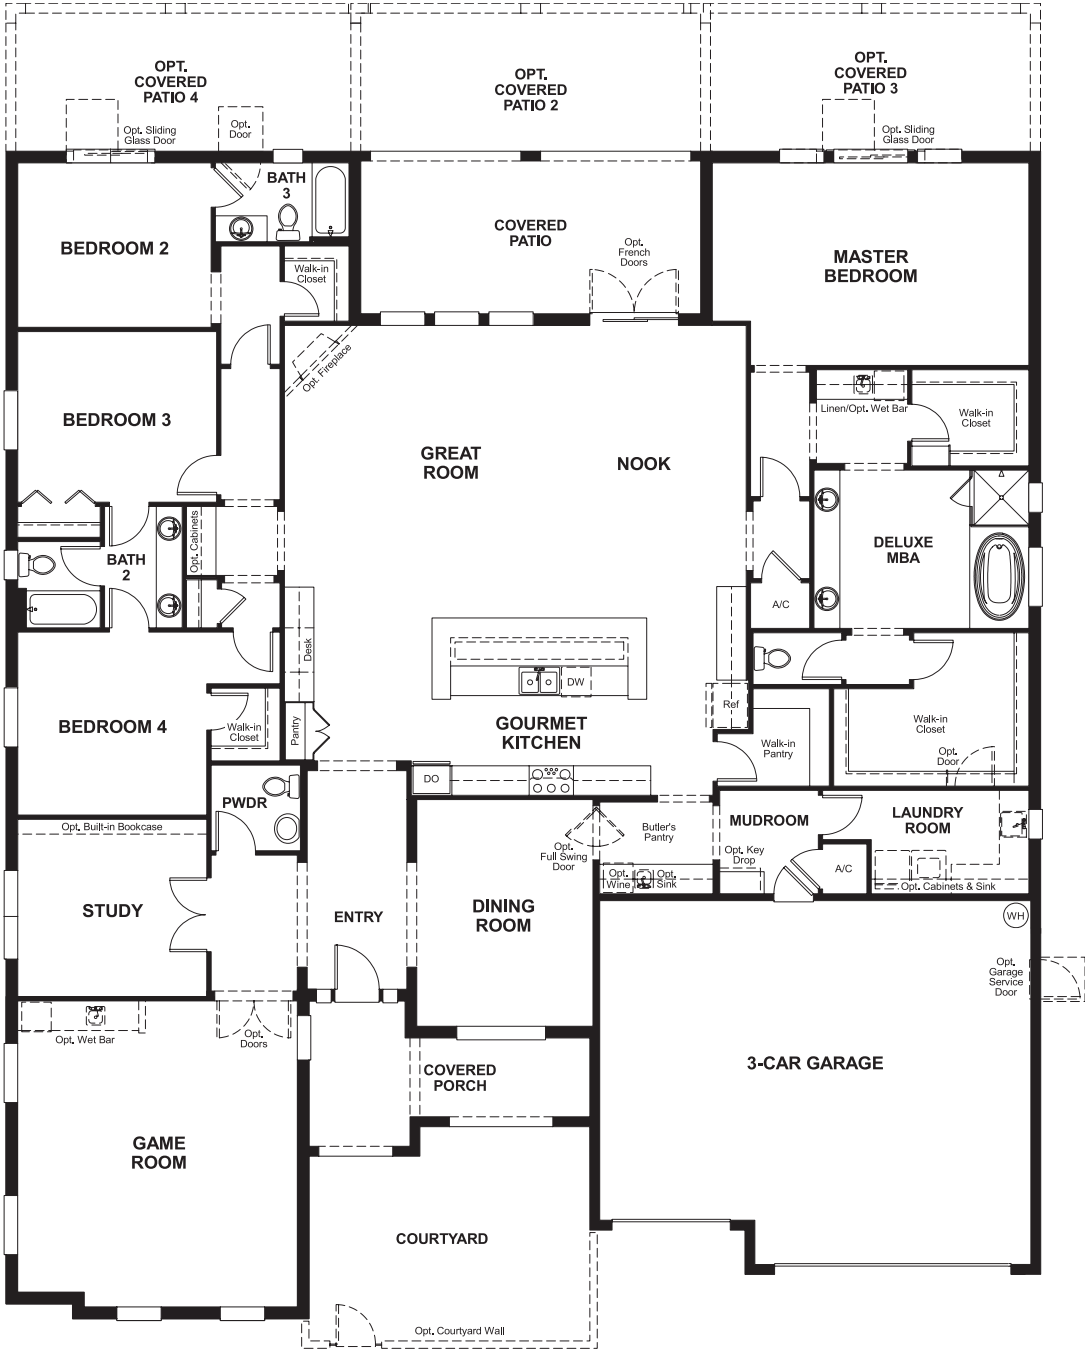 OPT.
COVERED
PATIO 4
OPT.
COVERED
PATIO 2
OPT.
COVERED
PATIO 3
Opt. Sliding
Glass Door
Opt.
Door
Opt. Sliding
Glass Door
BATH
3
BEDROOM 2
COVERED
PATIO
Opt.
French
Doors
MASTER
BEDROOM
Walk-in
Closet
Opt. Fireplace
BEDROOM 3
Linen/Opt. Wet Bar
Walk-in
Closet
GREAT
ROOM
NOOK
Opt. Cabinets
BATH
2
DELUXE
MBA
A/C
Desk
DW
Ref
BEDROOM 4
Walk-in
Closet
Pantry
GOURMET
KITCHEN
Walk-in
Pantry
Walk-in
Closet
Opt.
Door
DO
PWDR
Opt. Built-in Bookcase
Butler's
Pantry
MUDROOM
LAUNDRY
ROOM
Opt.
Full Swing
Door
Opt. Key
Drop
A/C
Opt.
Wine
Opt.
Sink
Opt. Cabinets & Sink
STUDY
ENTRY
DINING
ROOM
WH
Opt.
Garage
Service
Door
Opt. Wet Bar
Opt.
Doors
COVERED
PORCH
3-CAR GARAGE
GAME
ROOM
COURTYARD
Opt. Courtyard Wall